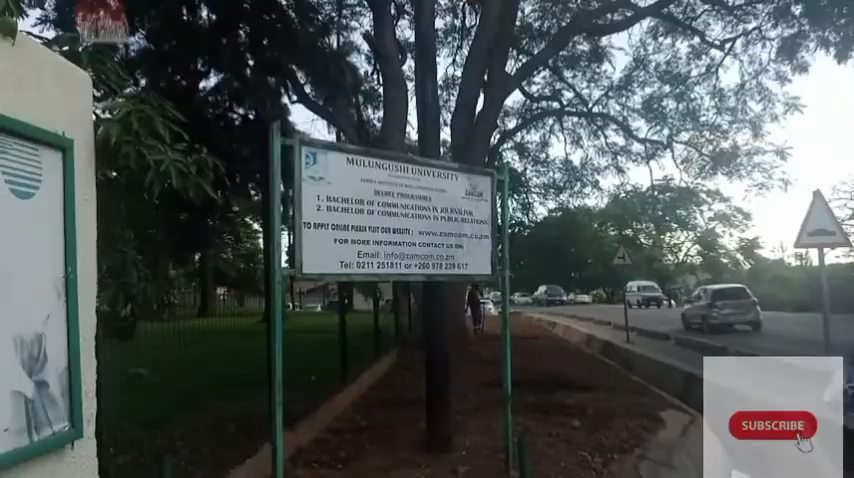 MULUNGUSHI UNIVERSITY
DEGREE PROGRAMMES
ZAMCOM
1. BACHELOR OF COMMUNICATIONS IN JOURNALISM
2. BACHELOR OF COMMUNICATIONS IN PUBLIC RELATIONS
TO APPLY ONLINE PLEASE VISIT OUR WEBSITE: www.zamcom.co.zm
FOR MORE INFORMATION CONTACT US ON:
Email: info@zamcom.co.zm
TEL: 0211 251811 or +260 978 239 617
SUBSCRIBE